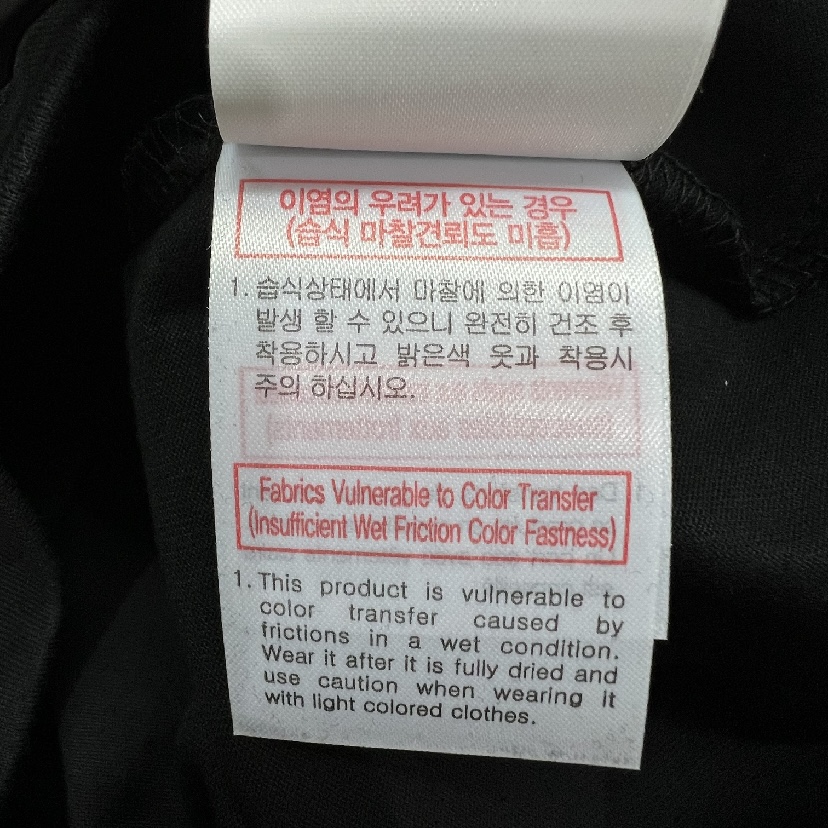 이염의 우려가 있는 경우
(습식 마찰견뢰도 미흡)
1. 습식상태에서 마찰에 의한 이염이
발생 할 수 있으니 완전히 건조 후
착용하시고 밝은색 옷과 착용시
주의 하십시오.
Fabrics Vulnerable to Color Transfer
(Insufficient Wet Friction Color Fastness)
1. This product is vulnerable to
color transfer caused by
frictions in a wet condition.
Wear it after it is fully dried and
use caution when wearing it
with light colored clothes.